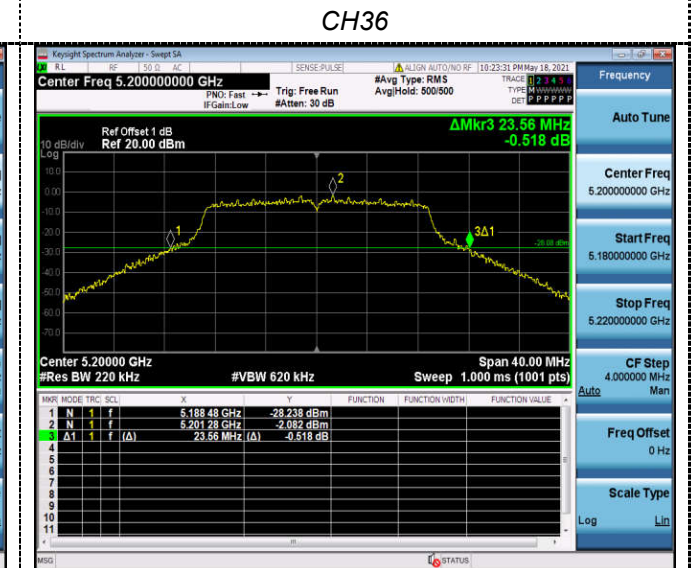 CH36
Keysight Spectrum Analyzer - Swept SA
RL RF 50 Ω AC SENSE:PULSE ALIGN AUTO/NO RF 10:23:31 PM May 18, 2021
Center Freq 5.200000000 GHz #Avg Type: RMS TRACE 1 2 3 4 5 6
PNO: Fast Trig: Free Run Avg|Hold: 500/500 TYPE M WWWWW
IFGain:Low #Atten: 30 dB DET P P P P P P
Frequency
Auto Tune
Ref Offset 1 dB ΔMkr3 23.56 MHz
10 dB/div Ref 20.00 dBm -0.518 dB
Log
10.0
0.00
-10.0
-20.0
-30.0
-40.0
-50.0
-60.0
-70.0
1
2
3Δ1
-28.08 dBm
Center 5.20000 GHz Span 40.00 MHz
#Res BW 220 kHz #VBW 620 kHz Sweep 1.000 ms (1001 pts)
MKR MODE TRC SCL X Y FUNCTION FUNCTION WIDTH FUNCTION VALUE
1 N 1 f 5.188 48 GHz -28.238 dBm
2 N 1 f 5.201 28 GHz -2.082 dBm
3 Δ1 1 f (Δ) 23.56 MHz (Δ) -0.518 dB
4
5
6
7
8
9
10
11
Center Freq
5.200000000 GHz
Start Freq
5.180000000 GHz
Stop Freq
5.220000000 GHz
CF Step
4.000000 MHz
Auto Man
Freq Offset
0 Hz
Scale Type
Log Lin
MSG STATUS